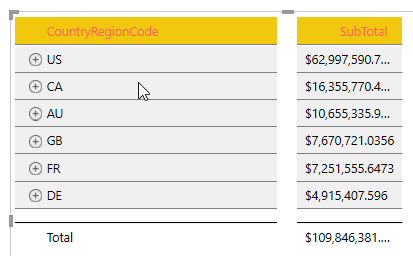 CountryRegionCode SubTotal
US $62,997,590.7...
CA $16,355,770.4...
AU $10,655,335.9...
GB $7,670,721.0356
FR $7,251,555.6473
DE $4,915,407.596
Total $109,846,381....